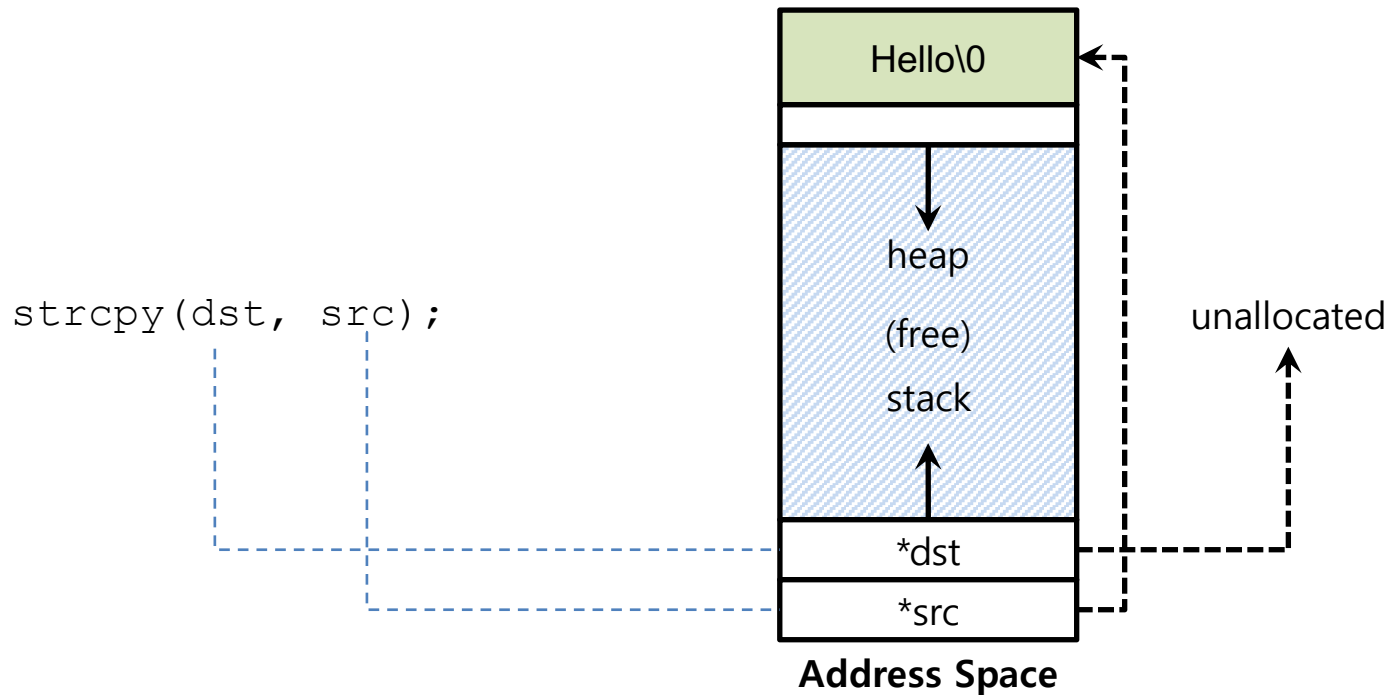 Hello\0
heap
strcpy(dst, src);
(free)
unallocated
stack
*dst
*src
Address Space